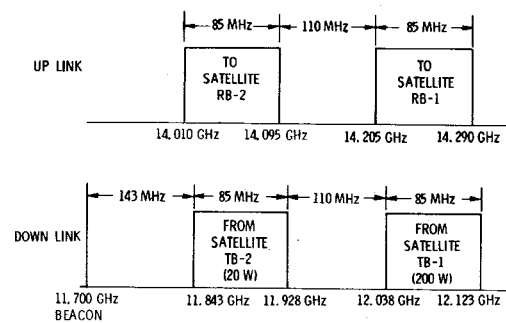 85 MHz 110 MHz 85 MHz
UP LINK
TO
SATELLITE
RB-2
TO
SATELLITE
RB-1
14.010 GHz 14.095 GHz 14.205 GHz 14.290 GHz
143 MHz 85 MHz 110 MHz 85 MHz
DOWN LINK
FROM
SATELLITE
TB-2
(20 W)
FROM
SATELLITE
TB-1
(200 W)
11.700 GHz 11.843 GHz 11.928 GHz 12.038 GHz 12.123 GHz
BEACON